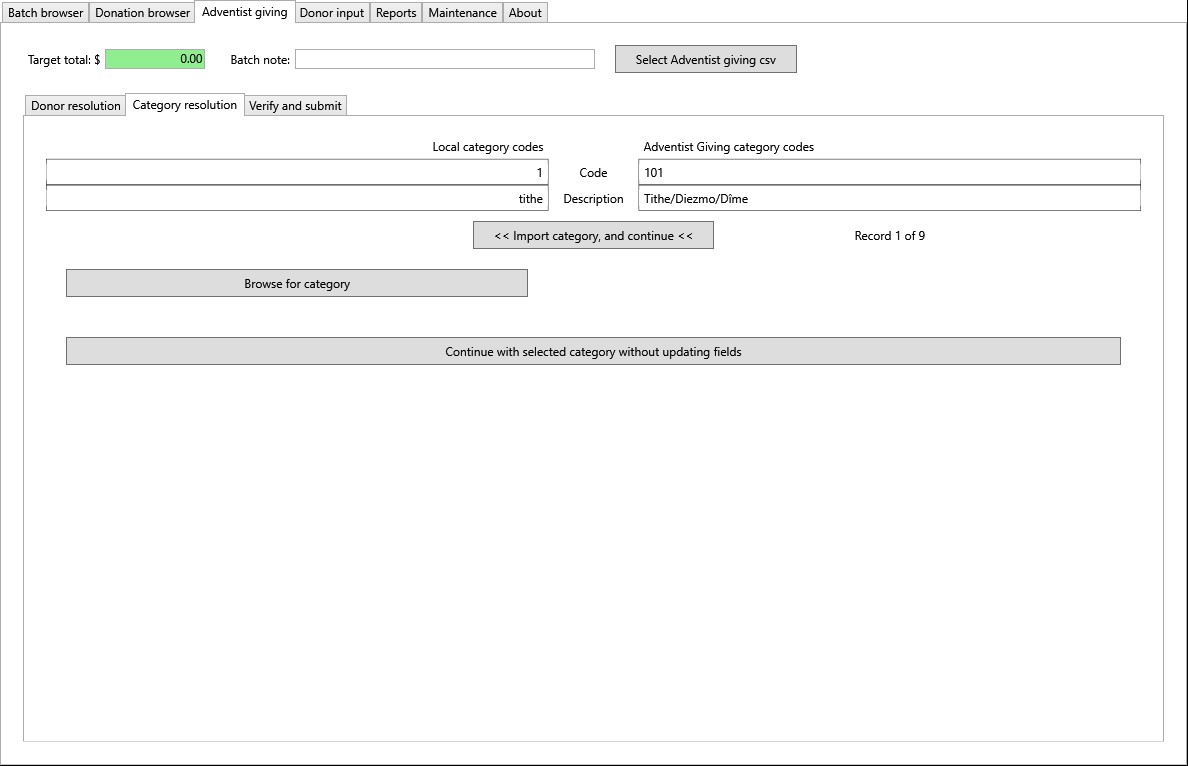 Batch browser Donation browser Adventist giving Donor input Reports Maintenance About
Target total: $ 0.00 Batch note: Select Adventist giving csv
Donor resolution Category resolution Verify and submit
Local category codes Adventist Giving category codes
1 Code 101
tithe Description Tithe/Diezmo/Dîme
<< Import category, and continue << Record 1 of 9
Browse for category
Continue with selected category without updating fields